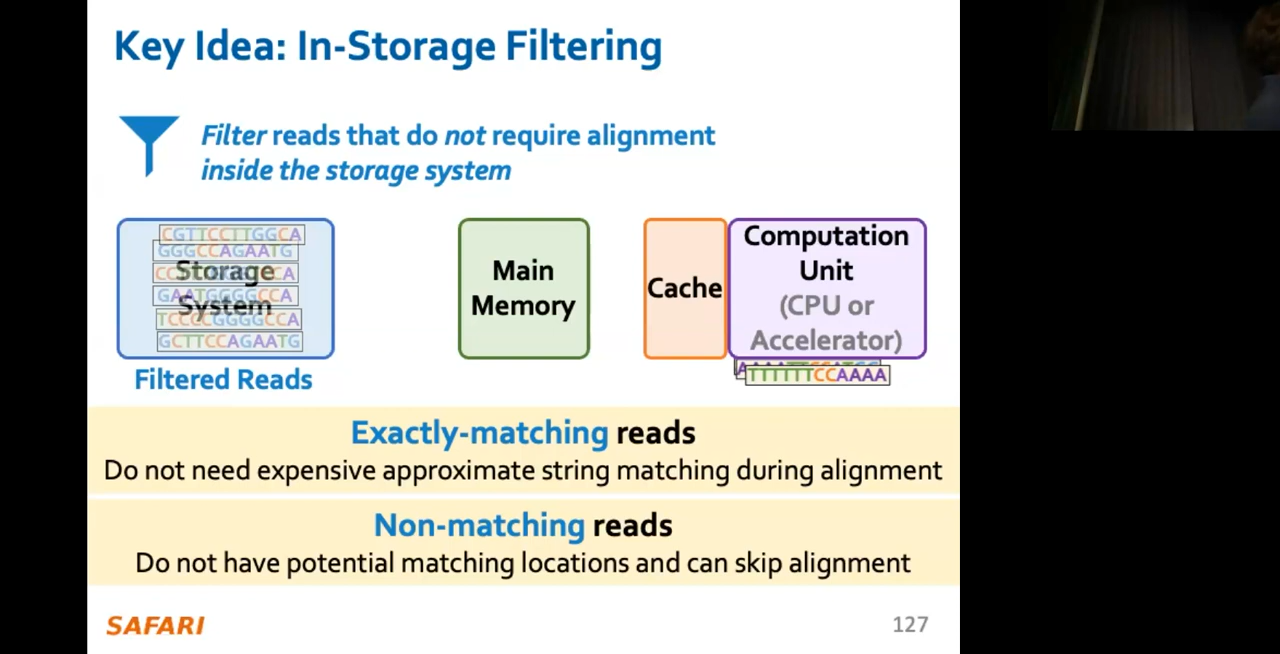 Key Idea: In-Storage Filtering
Filter reads that do not require alignment
inside the storage system
CGTTCCTTGGCA
GGGCCAGAATG
Storage
GAATGGGGCCA
System
TCCCCGGGGCCA
GCTTCCAGAATG
Filtered Reads
Main
Memory
Cache
Computation
Unit
(CPU or
Accelerator)
TTTTTTCCAAAA
Exactly-matching reads
Do not need expensive approximate string matching during alignment
Non-matching reads
Do not have potential matching locations and can skip alignment
SAFARI
127